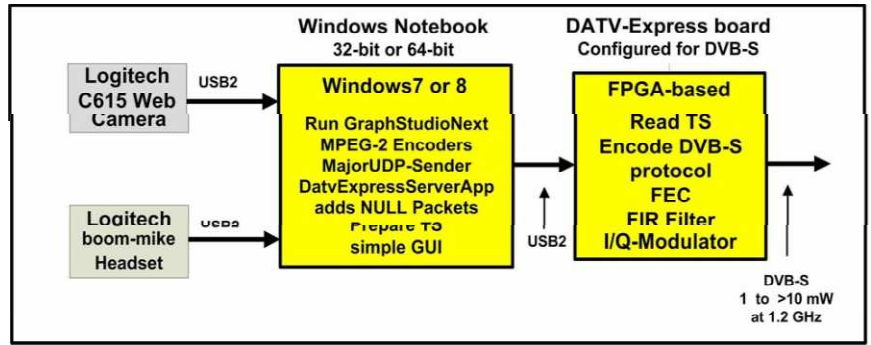 Windows Notebook
32-bit or 64-bit
DATV-Express board
Configured for DVB-S
Logitech
C615 Web
Camera
USB2
Windows7 or 8
Run GraphStudioNext
MPEG-2 Encoders
MajorUDP-Sender
DatvExpressServerApp
adds NULL Packets
Prepare TS
simple GUI
FPGA-based
Read TS
Encode DVB-S
protocol
FEC
FIR Filter
I/Q-Modulator
Logitech
boom-mike
Headset
USB2
USB2
DVB-S
1 to >10 mW
at 1.2 GHz